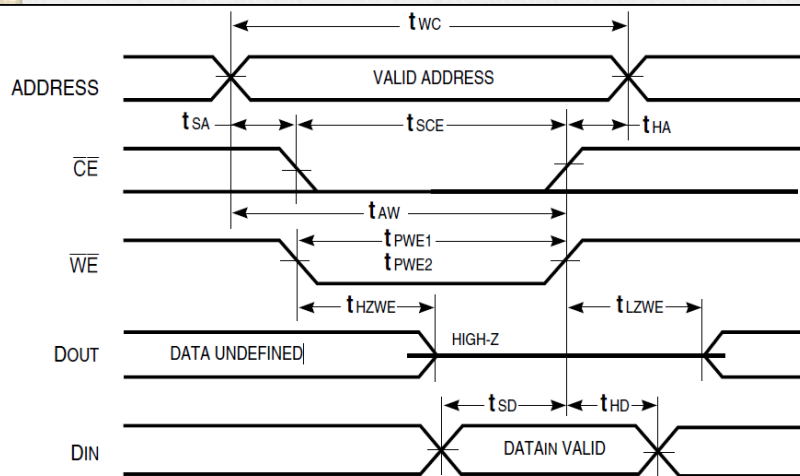 tWC
ADDRESS
VALID ADDRESS
tSA
tSCE
tHA
CE
tAW
WE
tPWE1
tPWE2
tHZWE
tLZWE
DOUT
DATA UNDEFINED
HIGH-Z
tSD
tHD
DIN
DATAIN VALID